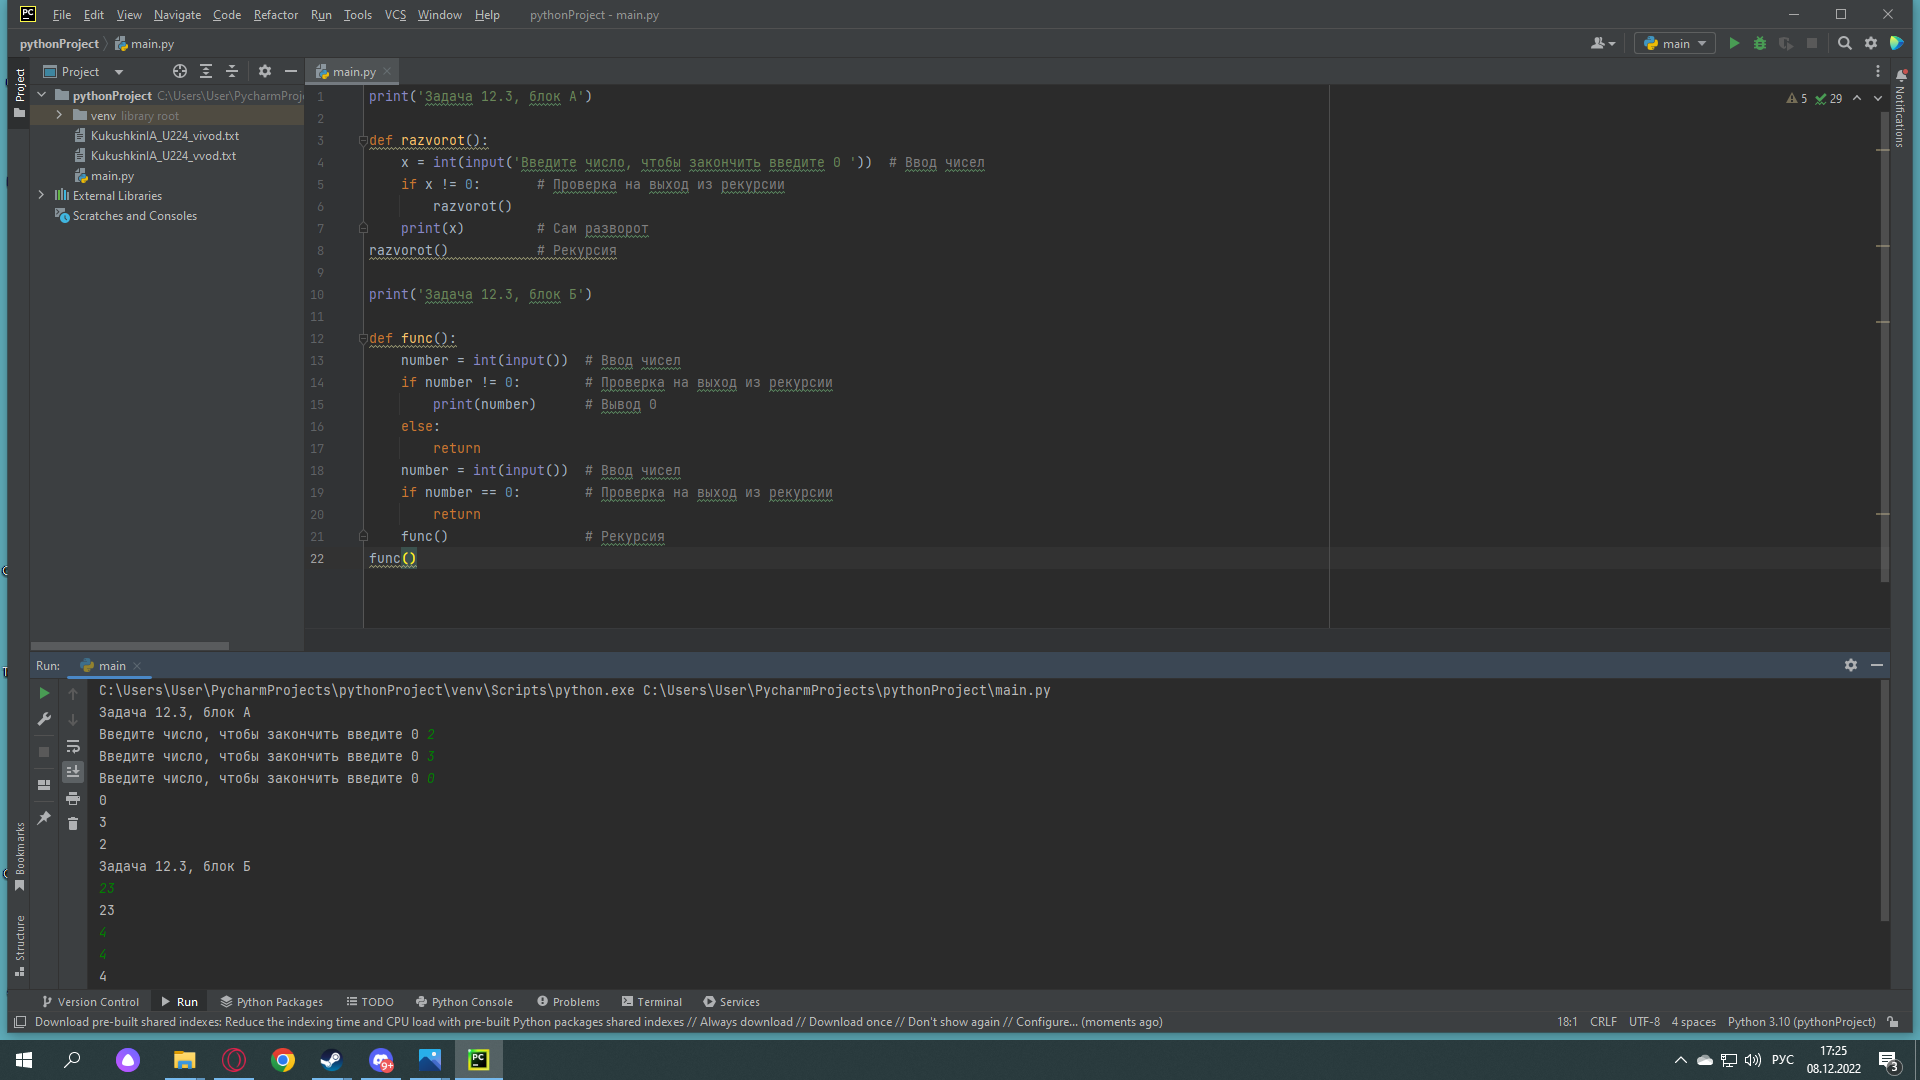 PC File Edit View Navigate Code Refactor Run Tools VCS Window Help pythonProject - main.py
pythonProject main.py main
Project main.py
pythonProject C:\Users\User\PycharmProj
venv library root
KukushkinIA_U224_vivod.txt
KukushkinIA_U224_vvod.txt
main.py
External Libraries
Scratches and Consoles
Project
Bookmarks
Structure
Notifications
5 29
1 print('Задача 12.3, блок А')
2
3 def razvorot():
4 x = int(input('Введите число, чтобы закончить введите 0 ')) # Ввод чисел
5 if x != 0: # Проверка на выход из рекурсии
6 razvorot()
7 print(x) # Сам разворот
8 razvorot() # Рекурсия
9
10 print('Задача 12.3, блок Б')
11
12 def func():
13 number = int(input()) # Ввод чисел
14 if number != 0: # Проверка на выход из рекурсии
15 print(number) # Вывод 0
16 else:
17 return
18 number = int(input()) # Ввод чисел
19 if number == 0: # Проверка на выход из рекурсии
20 return
21 func() # Рекурсия
22 func()
Run: main
C:\Users\User\PycharmProjects\pythonProject\venv\Scripts\python.exe C:\Users\User\PycharmProjects\pythonProject\main.py
Задача 12.3, блок А
Введите число, чтобы закончить введите 0 2
Введите число, чтобы закончить введите 0 3
Введите число, чтобы закончить введите 0 0
0
3
2
Задача 12.3, блок Б
23
23
4
4
4
Version Control Run Python Packages TODO Python Console Problems Terminal Services
Download pre-built shared indexes: Reduce the indexing time and CPU load with pre-built Python packages shared indexes // Always download // Download once // Don't show again // Configure... (moments ago) 18:1 CRLF UTF-8 4 spaces Python 3.10 (pythonProject)
9+ PC РУС 17:25
08.12.2022 3